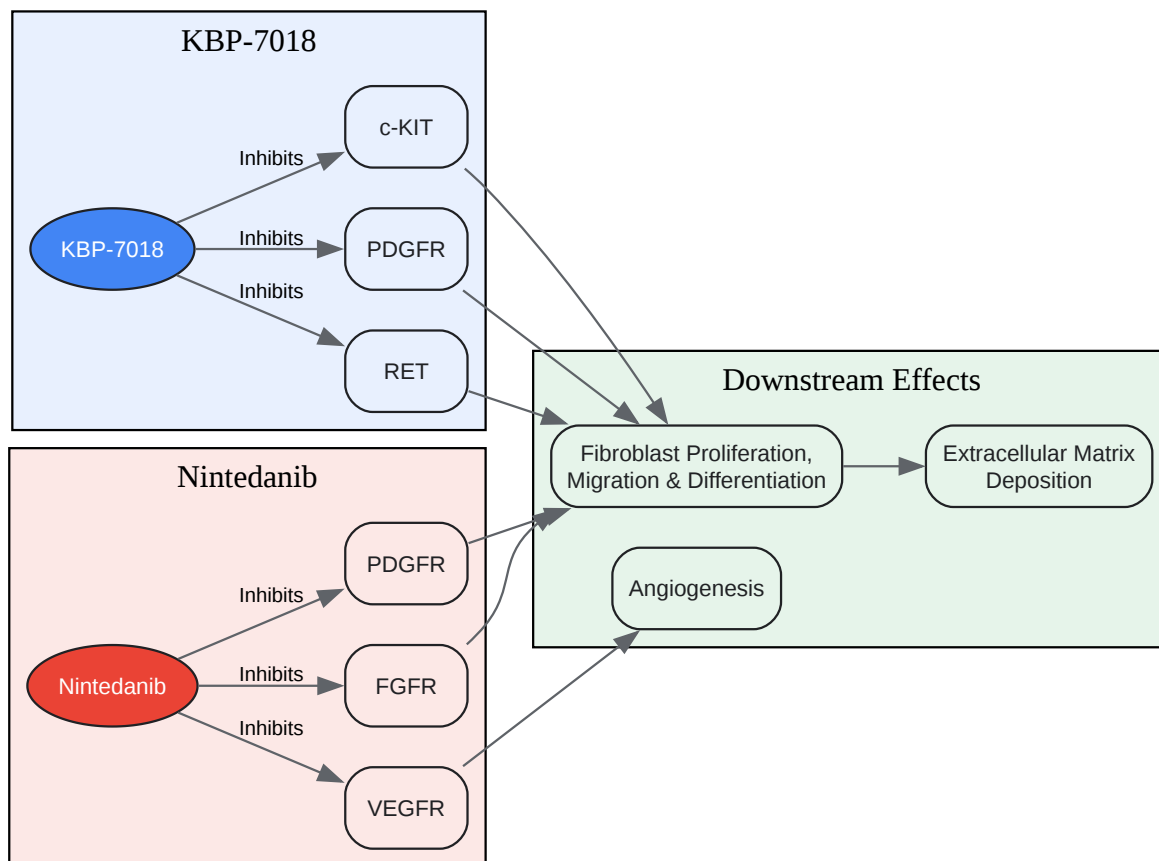 KBP-7018
c-KIT
Inhibits
KBP-7018
Inhibits
PDGFR
Inhibits
RET
Downstream Effects
Fibroblast Proliferation,
Migration & Differentiation
Extracellular Matrix
Deposition
Angiogenesis
Nintedanib
PDGFR
Inhibits
Nintedanib
Inhibits
FGFR
Inhibits
VEGFR